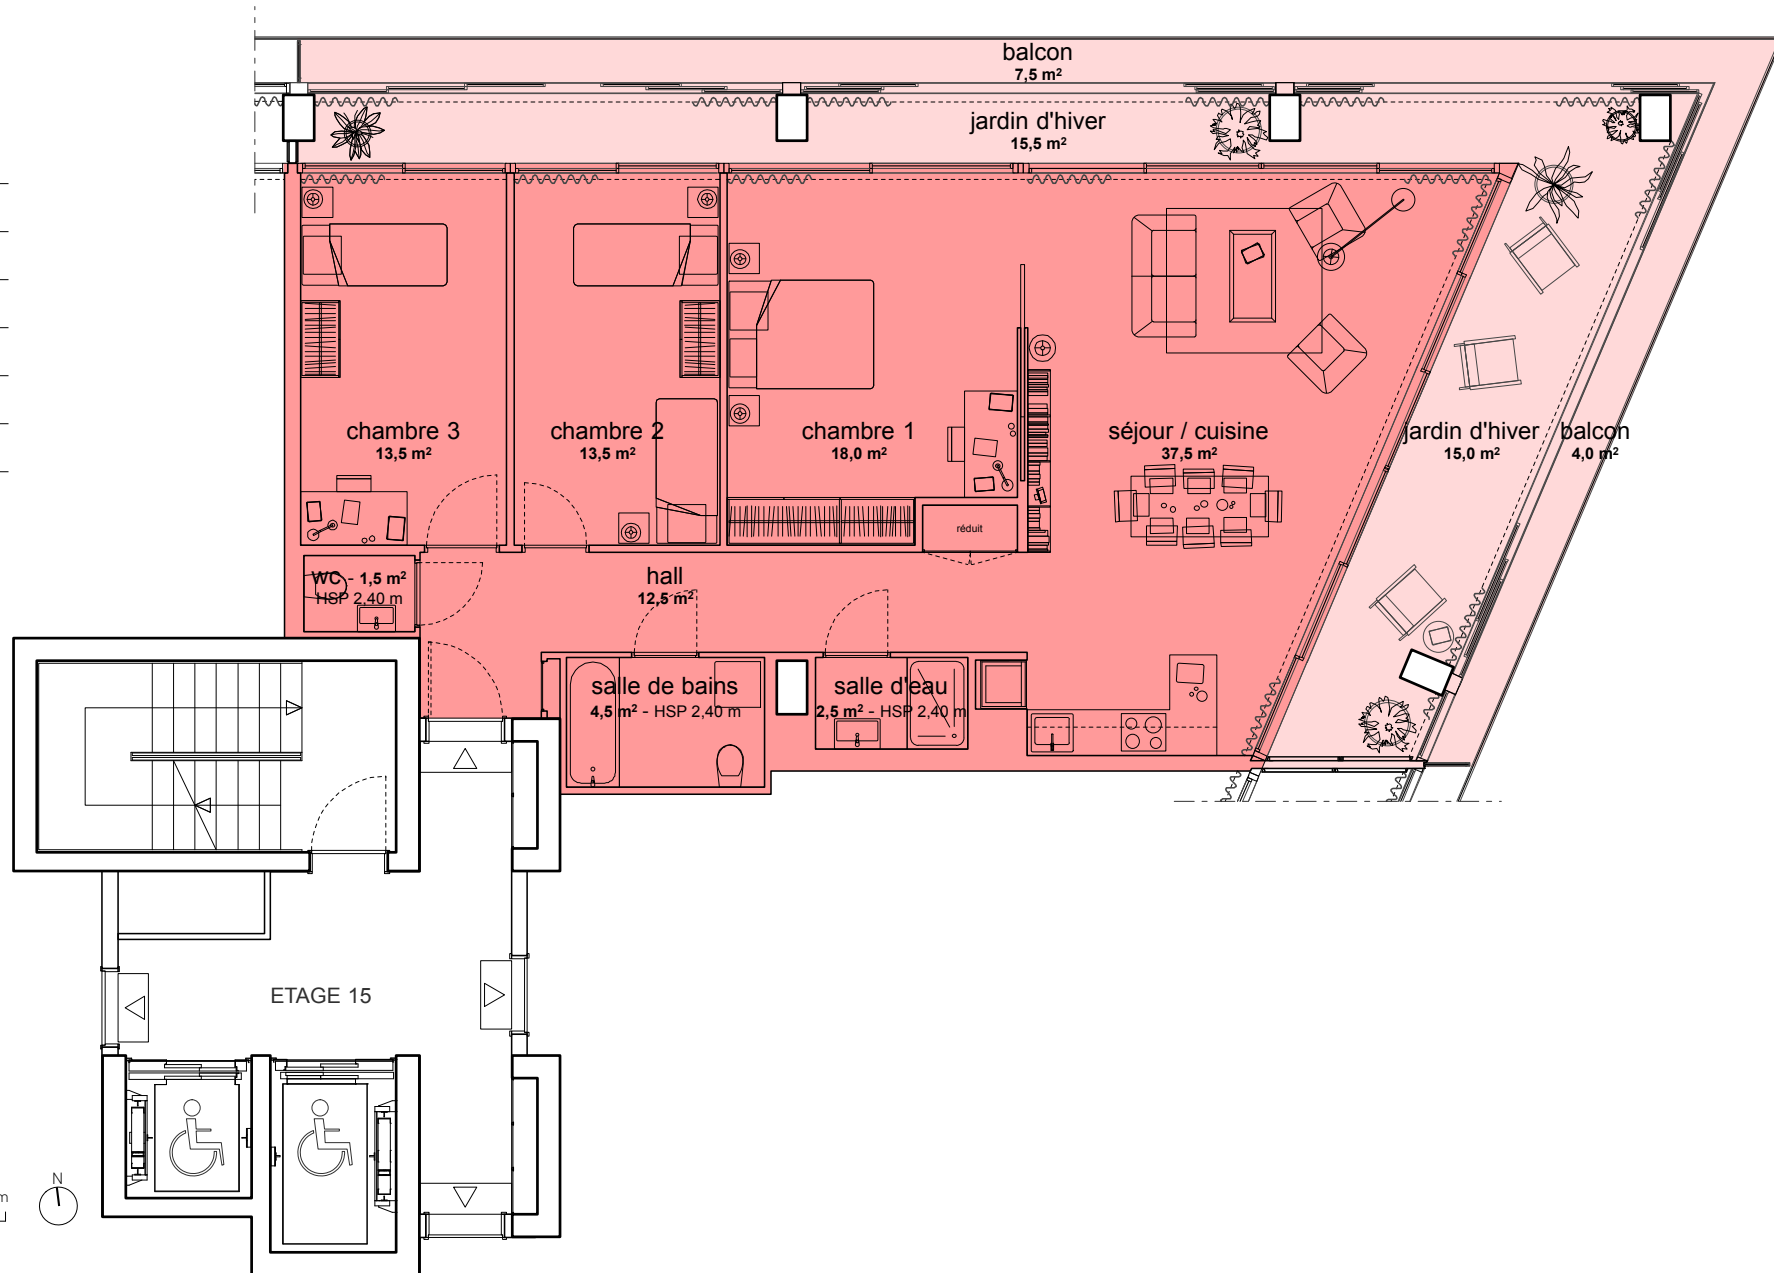 balcon
7,5 m²
jardin d'hiver
15,5 m²
chambre 3
13,5 m²
chambre 2
13,5 m²
chambre 1
18,0 m²
séjour / cuisine
37,5 m²
jardin d'hiver
15,0 m²
balcon
4,0 m²
réduit
WC - 1,5 m²
HSP 2,40 m
hall
12,5 m²
salle de bains
4,5 m² - HSP 2,40 m
salle d'eau
2,5 m² - HSP 2,40 m
ETAGE 15
N
m